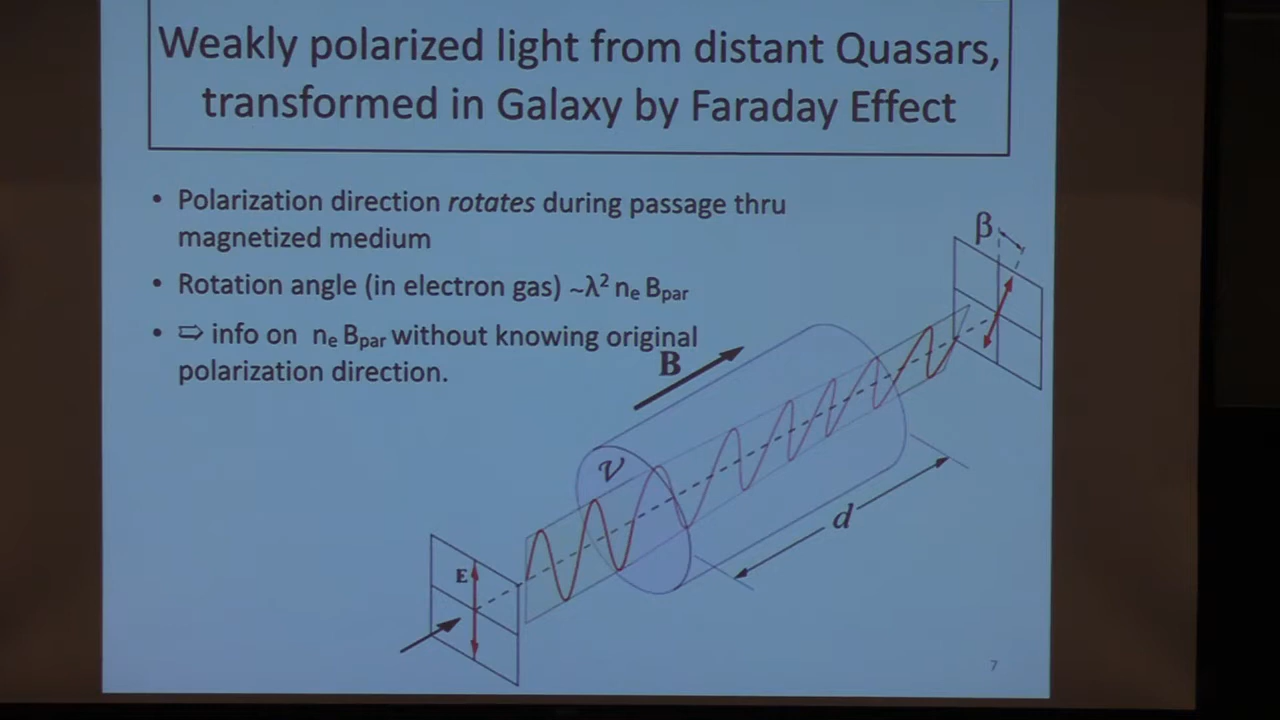 Weakly polarized light from distant Quasars,
transformed in Galaxy by Faraday Effect
• Polarization direction rotates during passage thru
magnetized medium
• Rotation angle (in electron gas) ~λ² nₑ Bpar
• ⇨ info on nₑ Bpar without knowing original
polarization direction.
β
B
𝒱
d
E
7